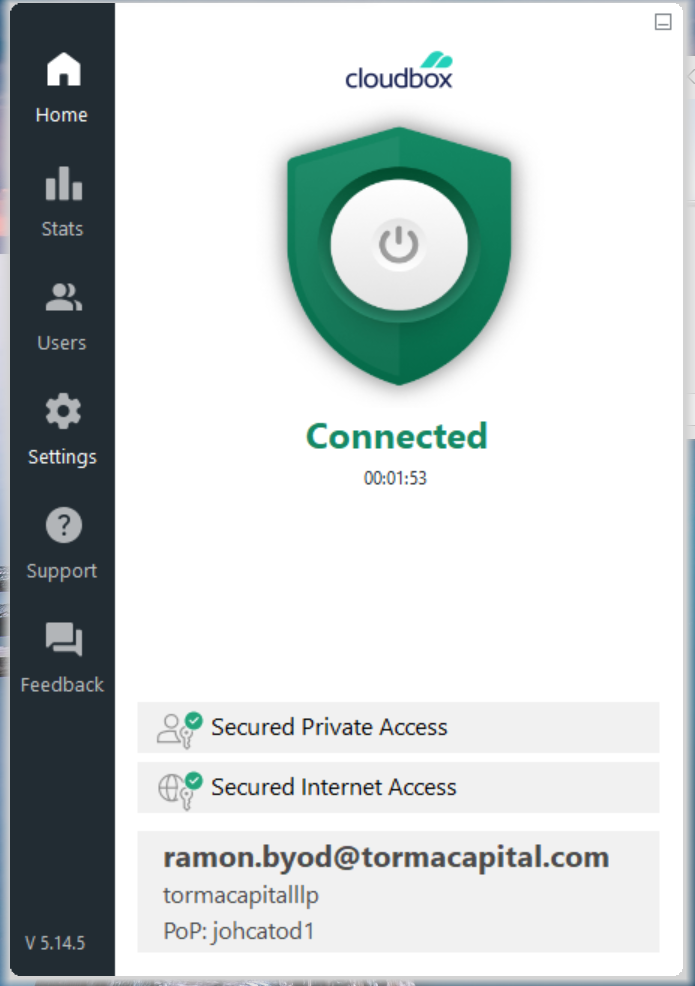 Home
Stats
Users
Settings
Support
Feedback
V 5.14.5
cloudbox
Connected
00:01:53
Secured Private Access
Secured Internet Access
ramon.byod@tormacapital.com
tormacapitalllp
PoP: johcatod1